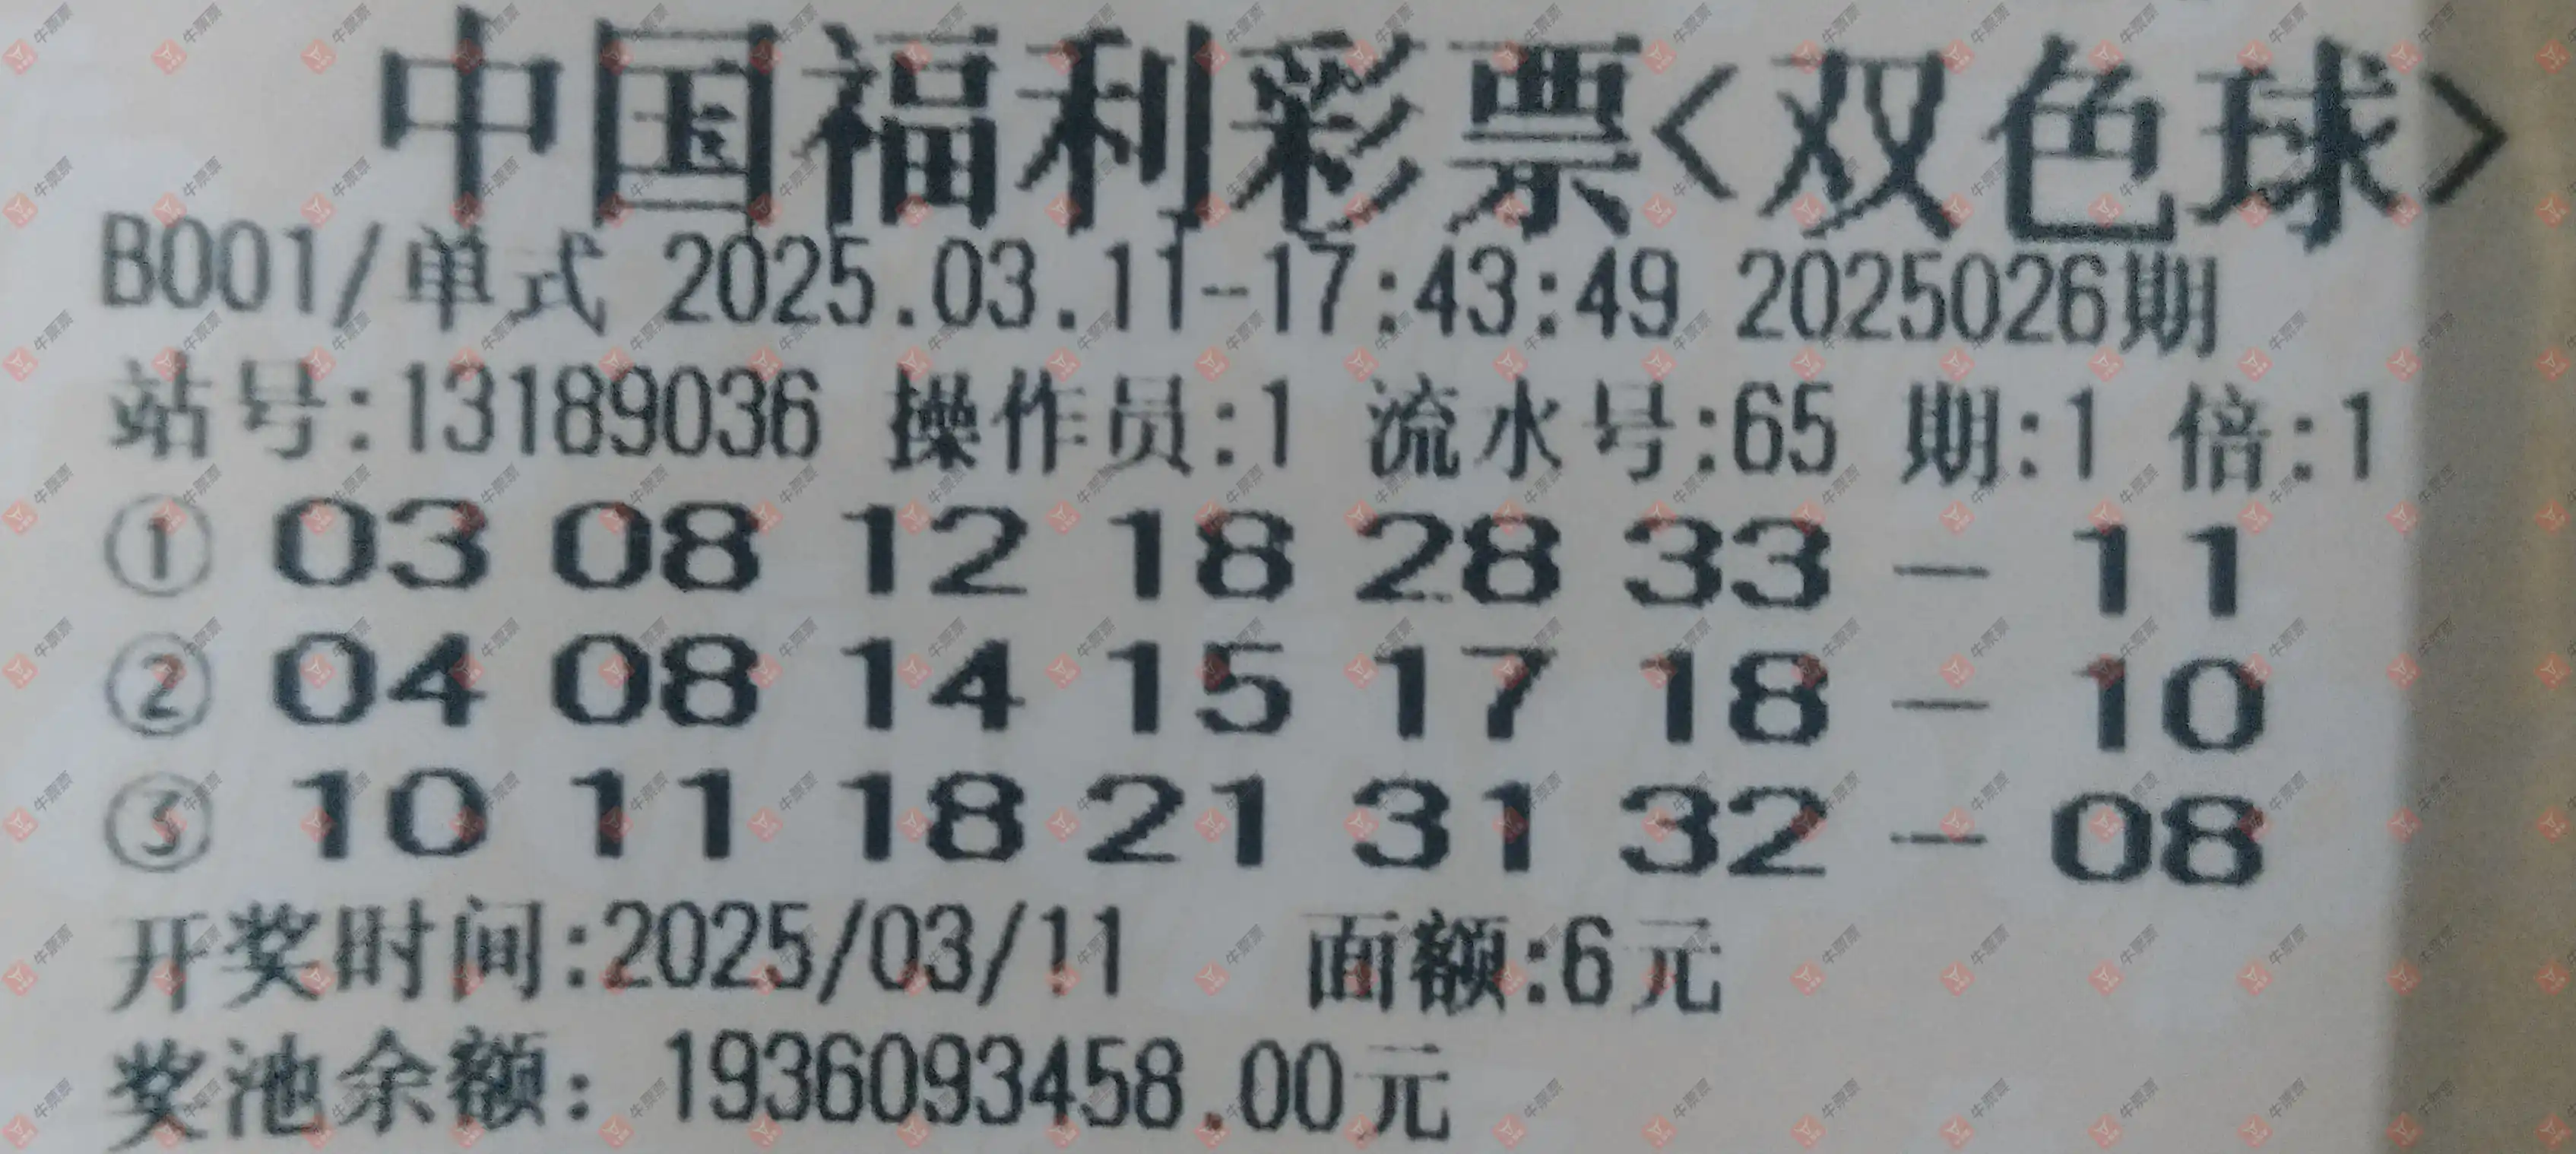 中国福利彩票<双色球>
B001/单式 2025.03.11-17:43:49 2025026期
站号:13189036 操作员:1 流水号:65 期:1 倍:1
① 03 08 12 18 28 33 — 11
② 04 08 14 15 17 18 — 10
③ 10 11 18 21 31 32 — 08
开奖时间:2025/03/11 面额:6元
奖池余额: 1936093458.00元
牛票票